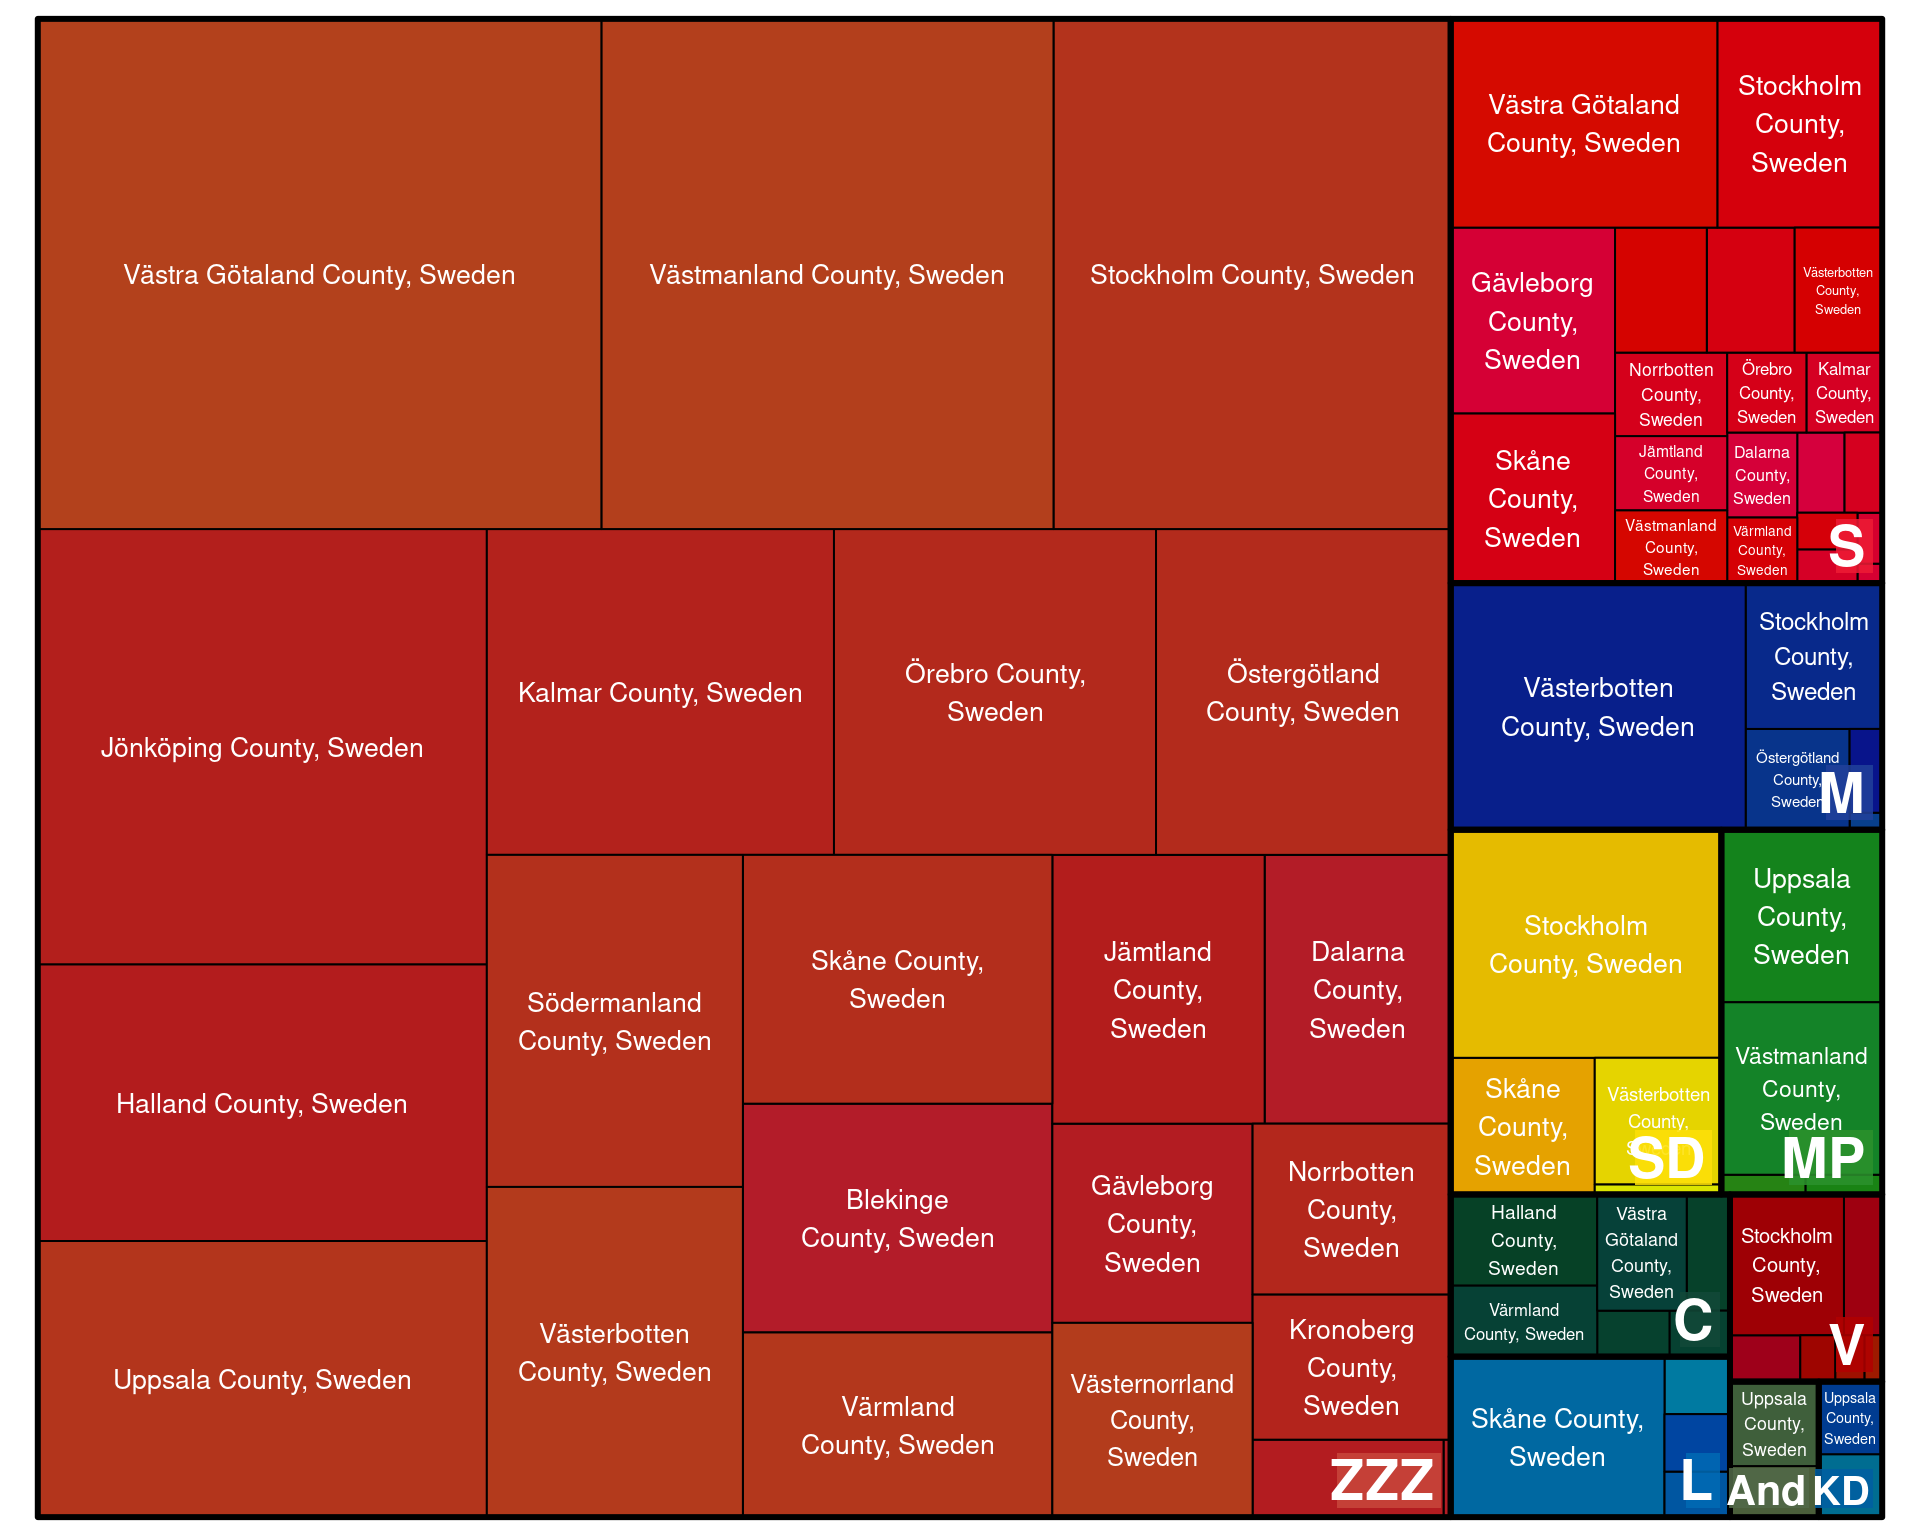 Västra Götaland County, Sweden
Västmanland County, Sweden
Stockholm County, Sweden
Jönköping County, Sweden
Kalmar County, Sweden
Örebro County,
Sweden
Östergötland
County, Sweden
Halland County, Sweden
Uppsala County, Sweden
Södermanland
County, Sweden
Västerbotten
County, Sweden
Skåne County,
Sweden
Blekinge
County, Sweden
Värmland
County, Sweden
Jämtland
County,
Sweden
Dalarna
County,
Sweden
Gävleborg
County,
Sweden
Västernorrland
County,
Sweden
Norrbotten
County,
Sweden
Kronoberg
County,
Sweden
ZZZ
Västra Götaland
County, Sweden
Stockholm
County,
Sweden
Gävleborg
County,
Sweden
Skåne
County,
Sweden
Västerbotten
County,
Sweden
Norrbotten
County,
Sweden
Örebro
County,
Sweden
Kalmar
County,
Sweden
Jämtland
County,
Sweden
Dalarna
County,
Sweden
Västmanland
County,
Sweden
Värmland
County,
Sweden
S
Västerbotten
County, Sweden
Stockholm
County,
Sweden
Östergötland
County,
Sweden
M
Stockholm
County, Sweden
Skåne
County,
Sweden
Västerbotten
County,
SD
Uppsala
County,
Sweden
Västmanland
County,
Sweden
MP
Halland
County,
Sweden
Värmland
County, Sweden
Västra
Götaland
County,
Sweden
C
Stockholm
County,
Sweden
V
Skåne County,
Sweden
L
Uppsala
County,
Sweden
And
Uppsala
County,
Sweden
KD